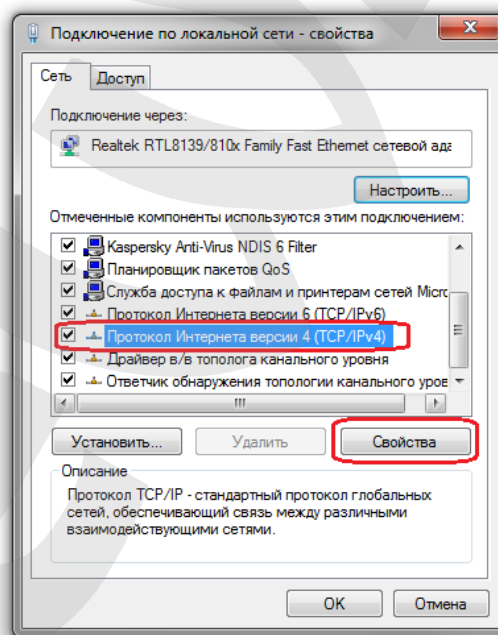 Подключение по локальной сети - свойства
Сеть
Доступ
Подключение через:
Realtek RTL8139/810x Family Fast Ethernet сетевой ада
Настроить...
Отмеченные компоненты используются этим подключением:
Kaspersky Anti-Virus NDIS 6 Filter
Планировщик пакетов QoS
Служба доступа к файлам и принтерам сетей Micro
Протокол Интернета версии 6 (TCP/IPv6)
Протокол Интернета версии 4 (TCP/IPv4)
Драйвер в/в тополога канального уровня
Ответчик обнаружения топологии канального уров
Установить...
Удалить
Свойства
Описание
Протокол TCP/IP - стандартный протокол глобальных
сетей, обеспечивающий связь между различными
взаимодействующими сетями.
OK
Отмена